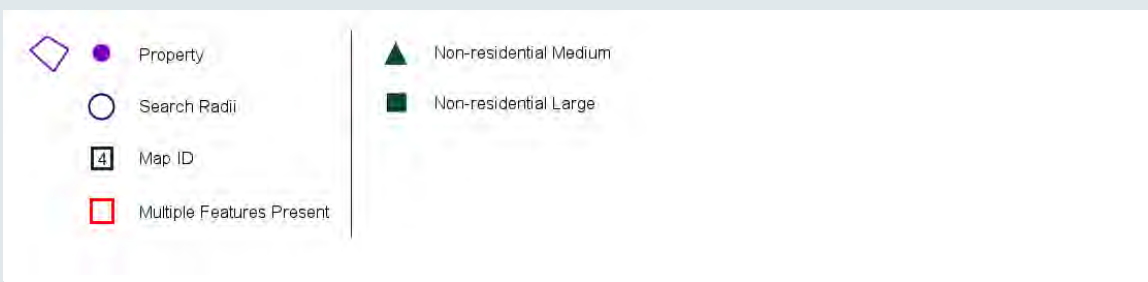 Property
Search Radii
4 Map ID
Multiple Features Present
Non-residential Medium
Non-residential Large